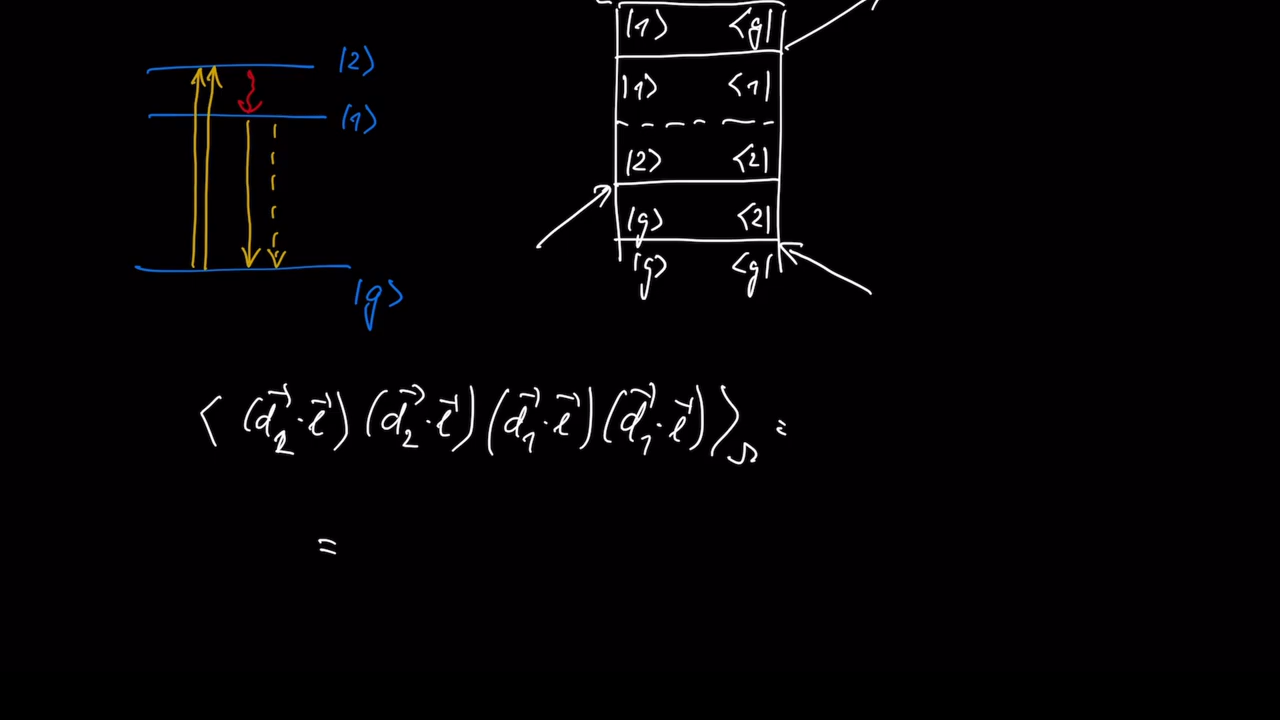 |1⟩ ⟨g|
|2⟩
|1⟩ ⟨1|
|1⟩
|2⟩ ⟨2|
|g⟩ ⟨2|
|g⟩ ⟨g|
|g⟩
⟨ (d⃗₂·e⃗) (d⃗₂·e⃗) (d⃗₁·e⃗) (d⃗₁·e⃗) ⟩_Ω =
=